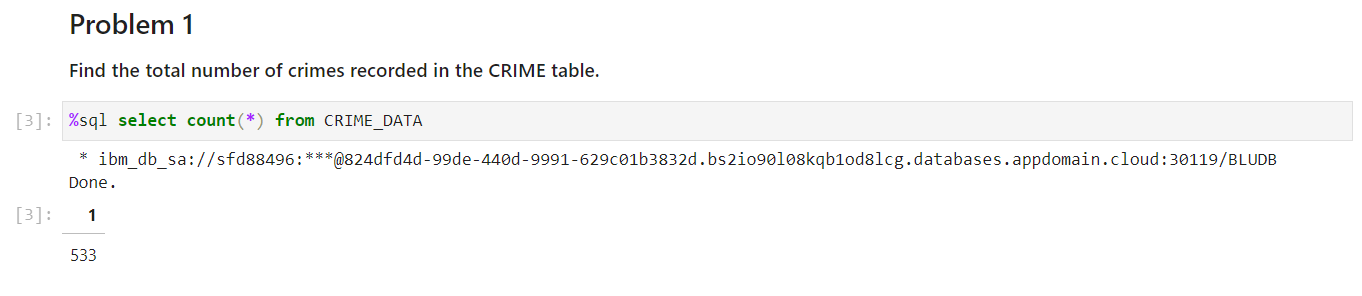 Problem 1
Find the total number of crimes recorded in the CRIME table.
[3]: %sql select count(*) from CRIME_DATA
* ibm_db_sa://sfd88496:***@824dfd4d-99de-440d-9991-629c01b3832d.bs2io90l08kqb1od8lcg.databases.appdomain.cloud:30119/BLUDB
Done.
[3]: 1
533